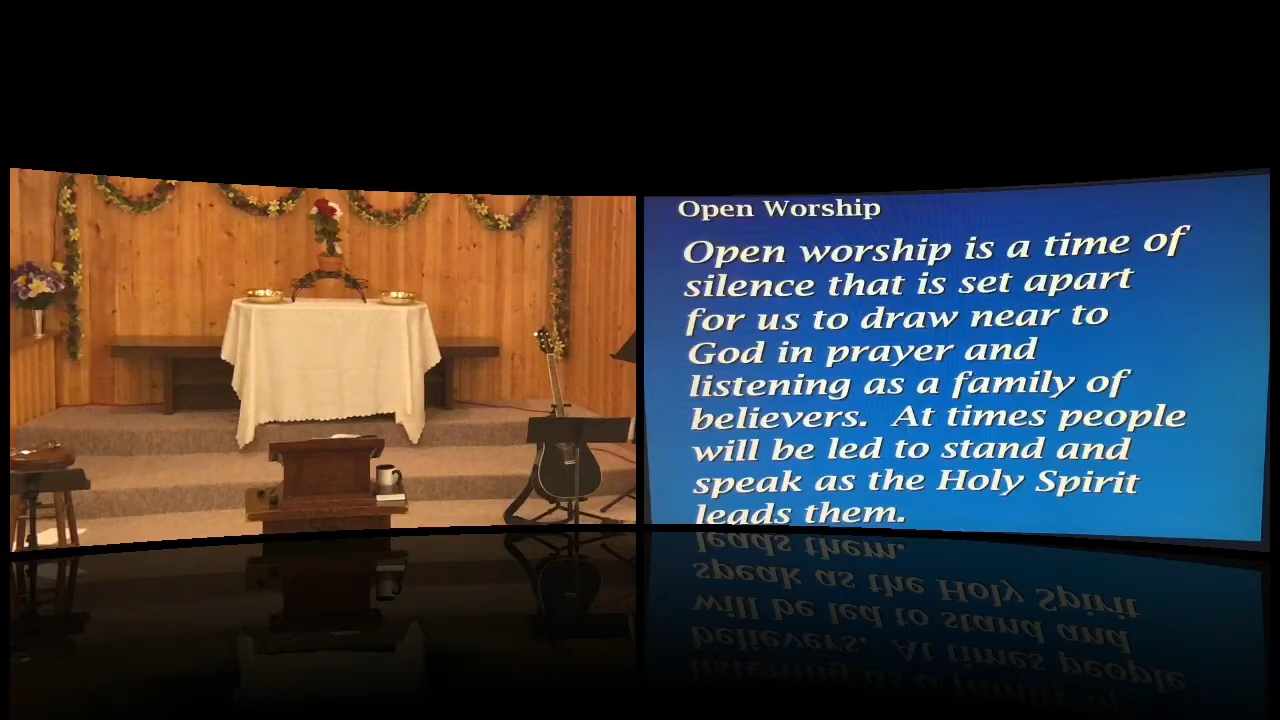 Open Worship
Open worship is a time of
silence that is set apart
for us to draw near to
God in prayer and
listening as a family of
believers.  At times people
will be led to stand and
speak as the Holy Spirit
leads them.